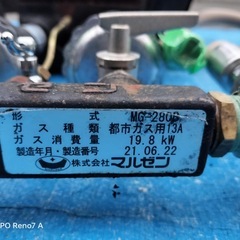 形 式 MG-280B
ガス種類 都市ガス用13A
ガス消費量 19.8 kW
製造年月・製造番号 21.06.22
株式会社マルゼン
PO Reno7 A